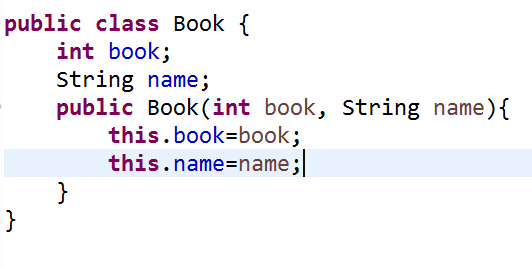 public class Book {
    int book;
    String name;
    public Book(int book, String name){
        this.book=book;
        this.name=name;
    }
}